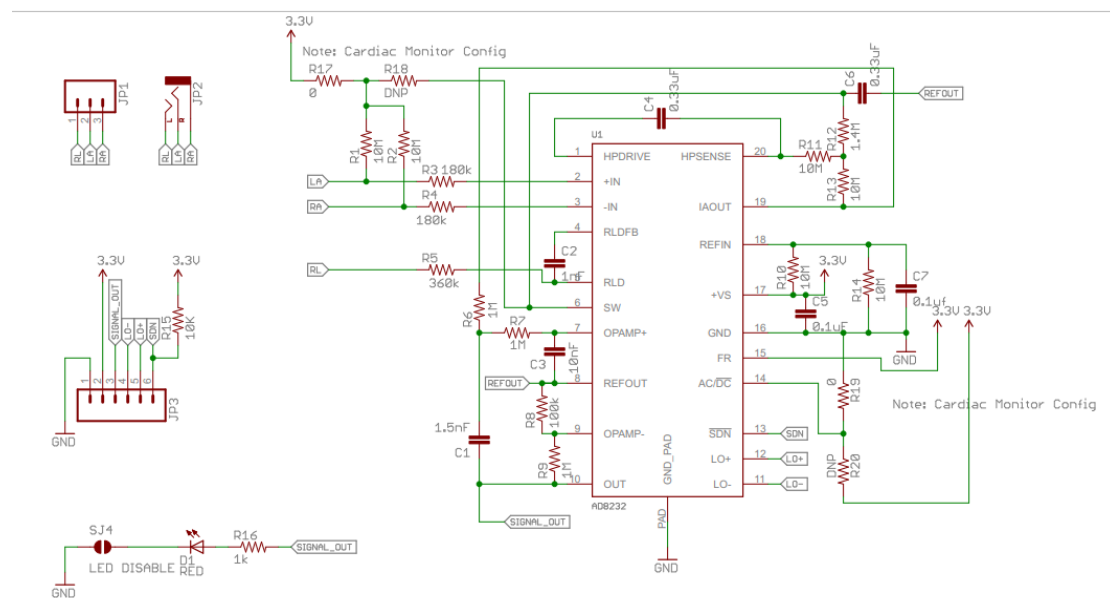 3.3V
Note: Cardiac Monitor Config
R17
0
R18
DNP
C4
0.33uF
C6
0.33uF
REFOUT
JP1
1
2
3
RL
LA
RA
JP2
L
R
RL
LA
RA
R1
10M
R2
10M
R12
1.4M
R11
10M
R13
10M
U1
LA
R3 180k
RA
R4
180k
RL
R5
360k
C2
1nF
R6
1M
R7
1M
C3
10nF
REFOUT
R8
100k
R9
1M
1.5nF
C1
SIGNAL_OUT
1 HPDRIVE
2 +IN
3 -IN
4 RLDFB
5 RLD
6 SW
7 OPAMP+
8 REFOUT
9 OPAMP-
10 OUT
HPSENSE 20
IAOUT 19
REFIN 18
+VS 17
GND 16
FR 15
AC/DC 14
SDN 13
LO+ 12
LO- 11
GND_PAD
AD8232
PAD
GND
R10
10M
3.3V
R14
10M
C7
0.1uf
C5
0.1uF
3.3V
3.3V
GND
0
R19
Note: Cardiac Monitor Config
DNP
R20
SDN
LO+
LO-
3.3V
3.3V
SIGNAL_OUT
LO-
LO+
SDN
R15
10K
1
2
3
4
5
6
JP3
GND
SJ4
LED DISABLE
D1
RED
R16
1k
SIGNAL_OUT
GND